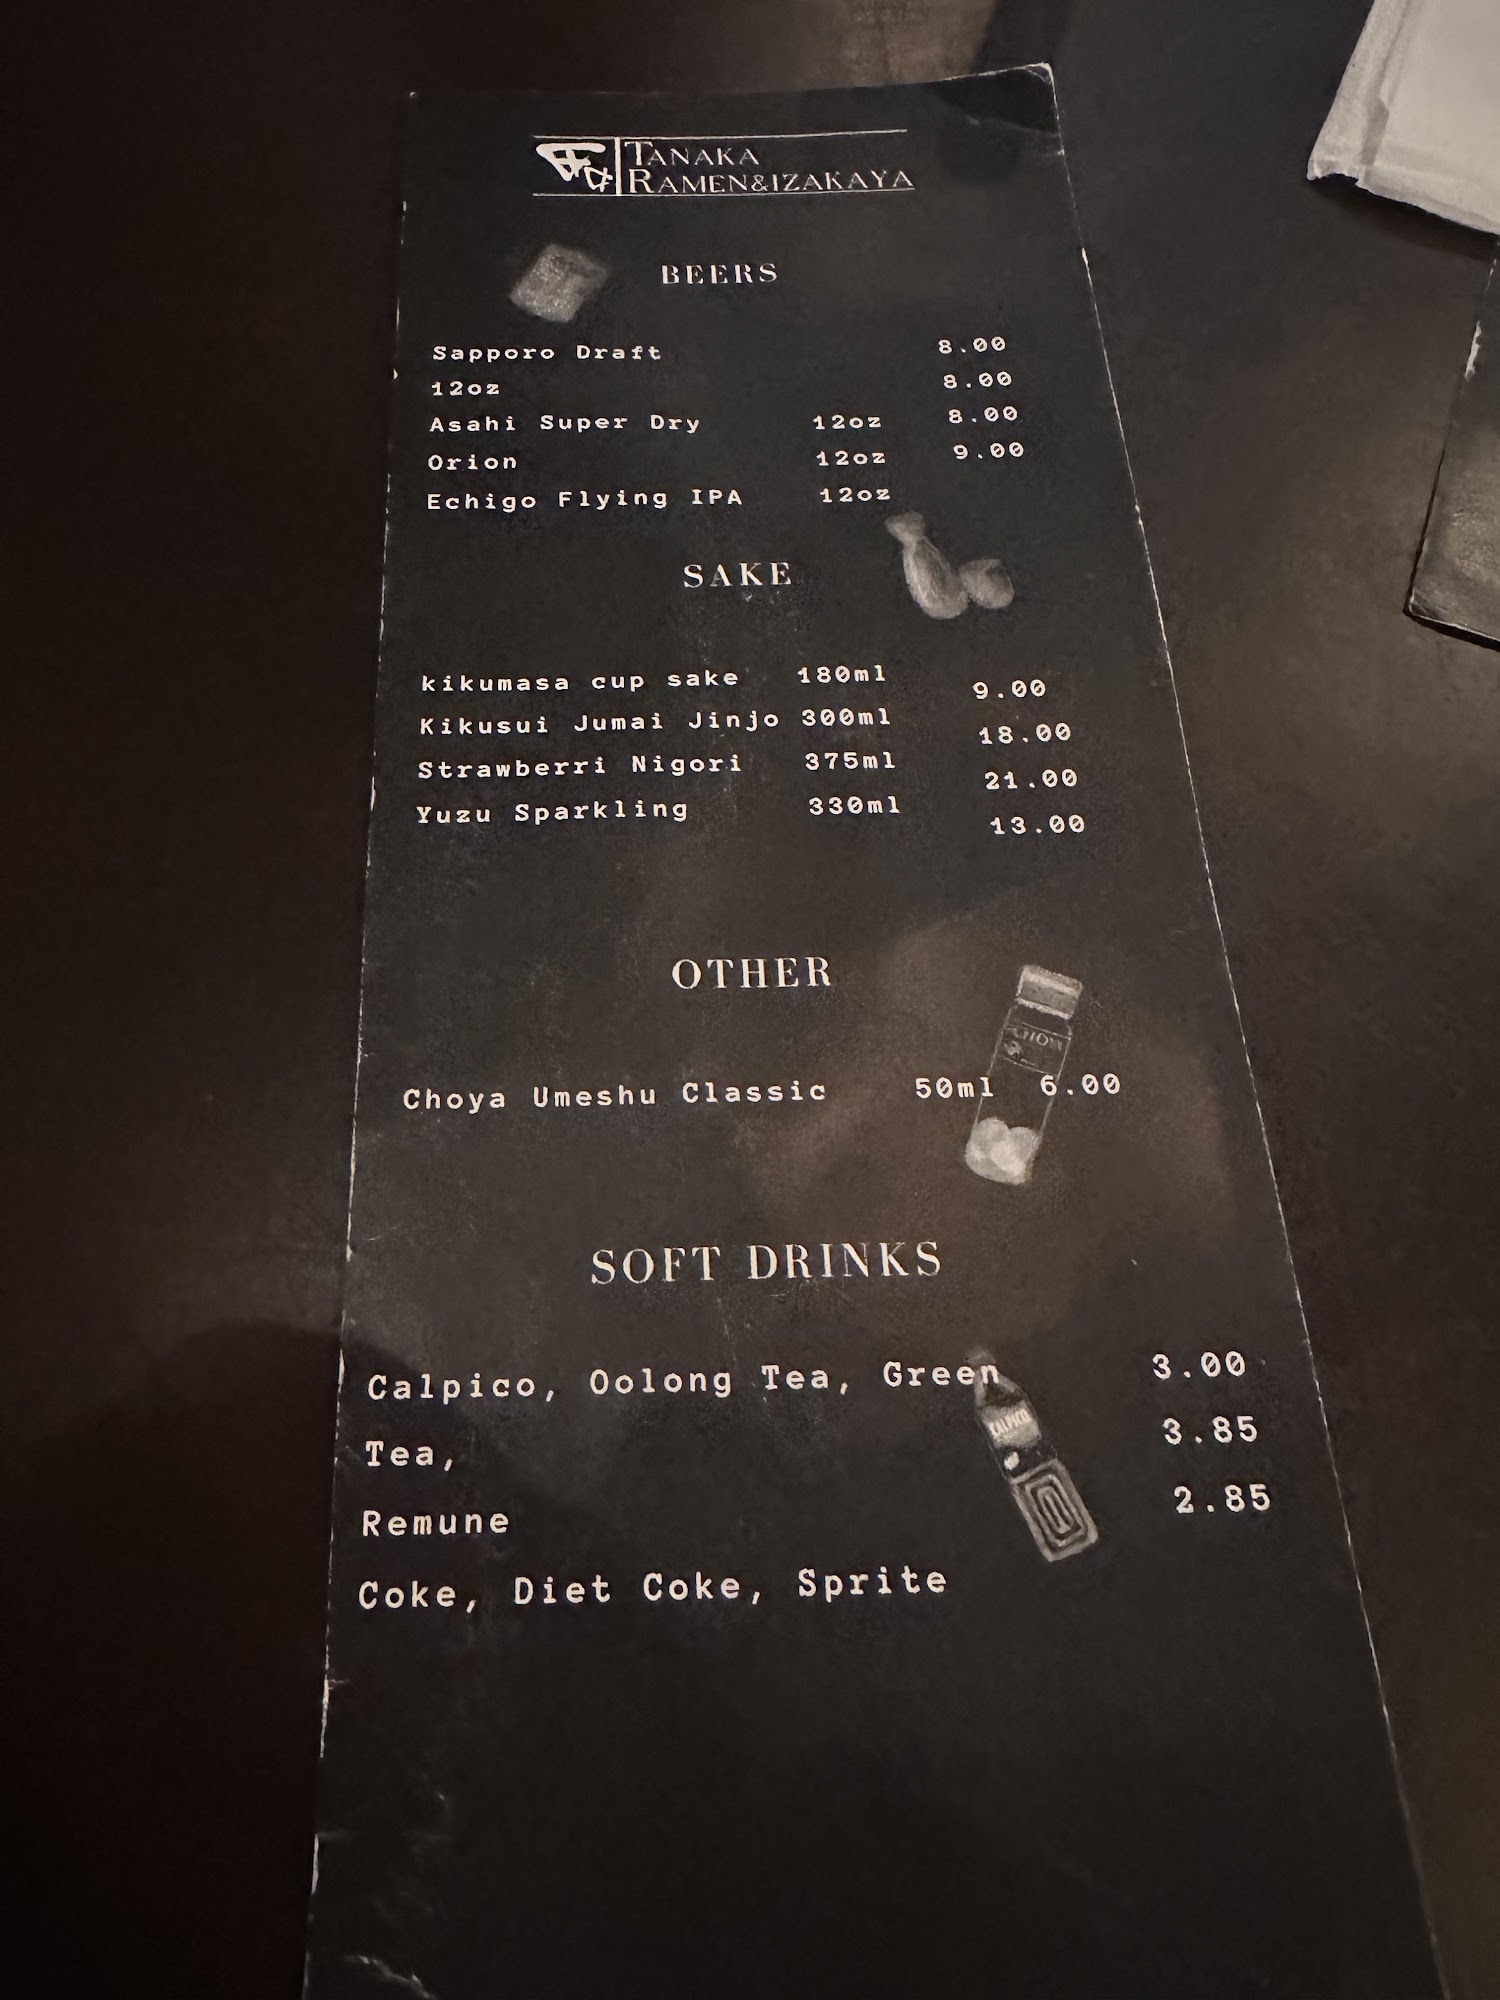 TANAKA
RAMEN&IZAKAYA
BEERS
Sapporo Draft 8.00
12oz 8.00
Asahi Super Dry 12oz 8.00
Orion 12oz 9.00
Echigo Flying IPA 12oz
SAKE
kikumasa cup sake 180ml 9.00
Kikusui Jumai Jinjo 300ml 18.00
Strawberri Nigori 375ml 21.00
Yuzu Sparkling 330ml 13.00
OTHER
Choya Umeshu Classic 50ml 6.00
SOFT DRINKS
Calpico, Oolong Tea, Green 3.00
Tea, 3.85
Remune 2.85
Coke, Diet Coke, Sprite